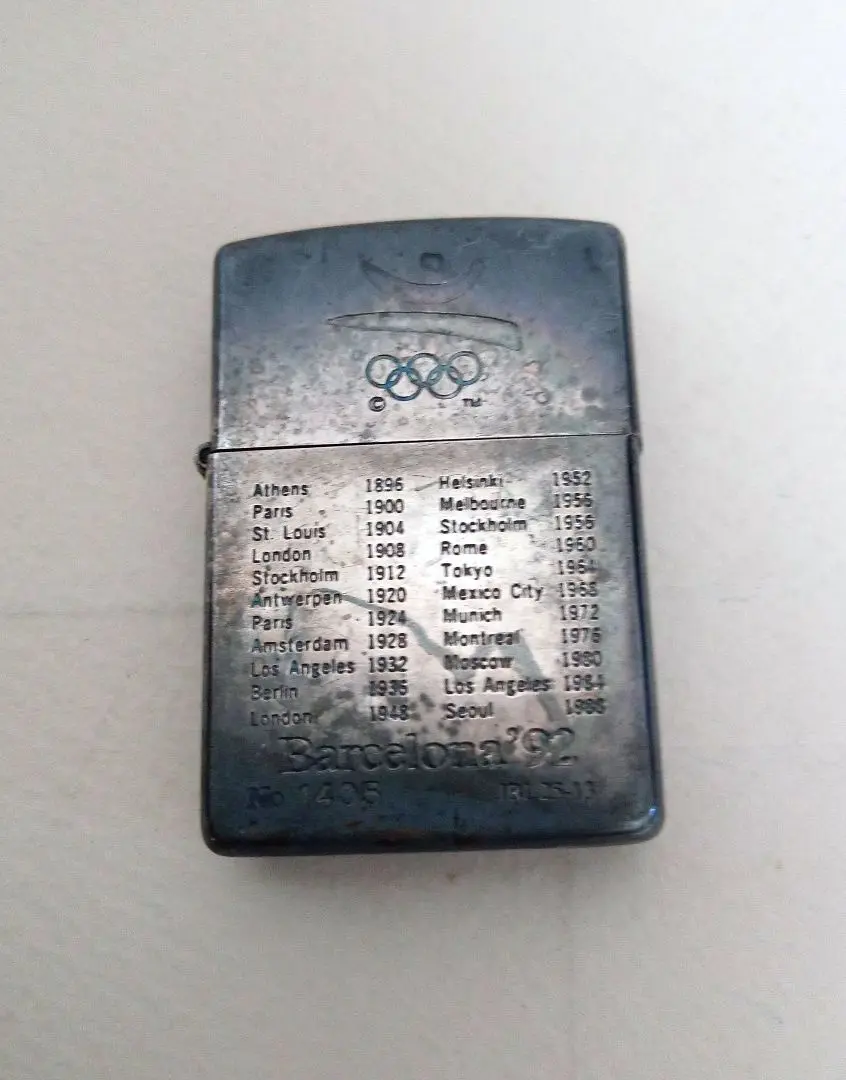 © ™
Athens 1896 Helsinki 1952
Paris 1900 Melbourne 1956
St. Louis 1904 Stockholm 1956
London 1908 Rome 1960
Stockholm 1912 Tokyo 1964
Antwerpen 1920 Mexico City 1968
Paris 1924 Munich 1972
Amsterdam 1928 Montreal 1976
Los Angeles 1932 Moscow 1980
Berlin 1936 Los Angeles 1984
London 1948 Seoul 1988
Barcelona'92
No 1405